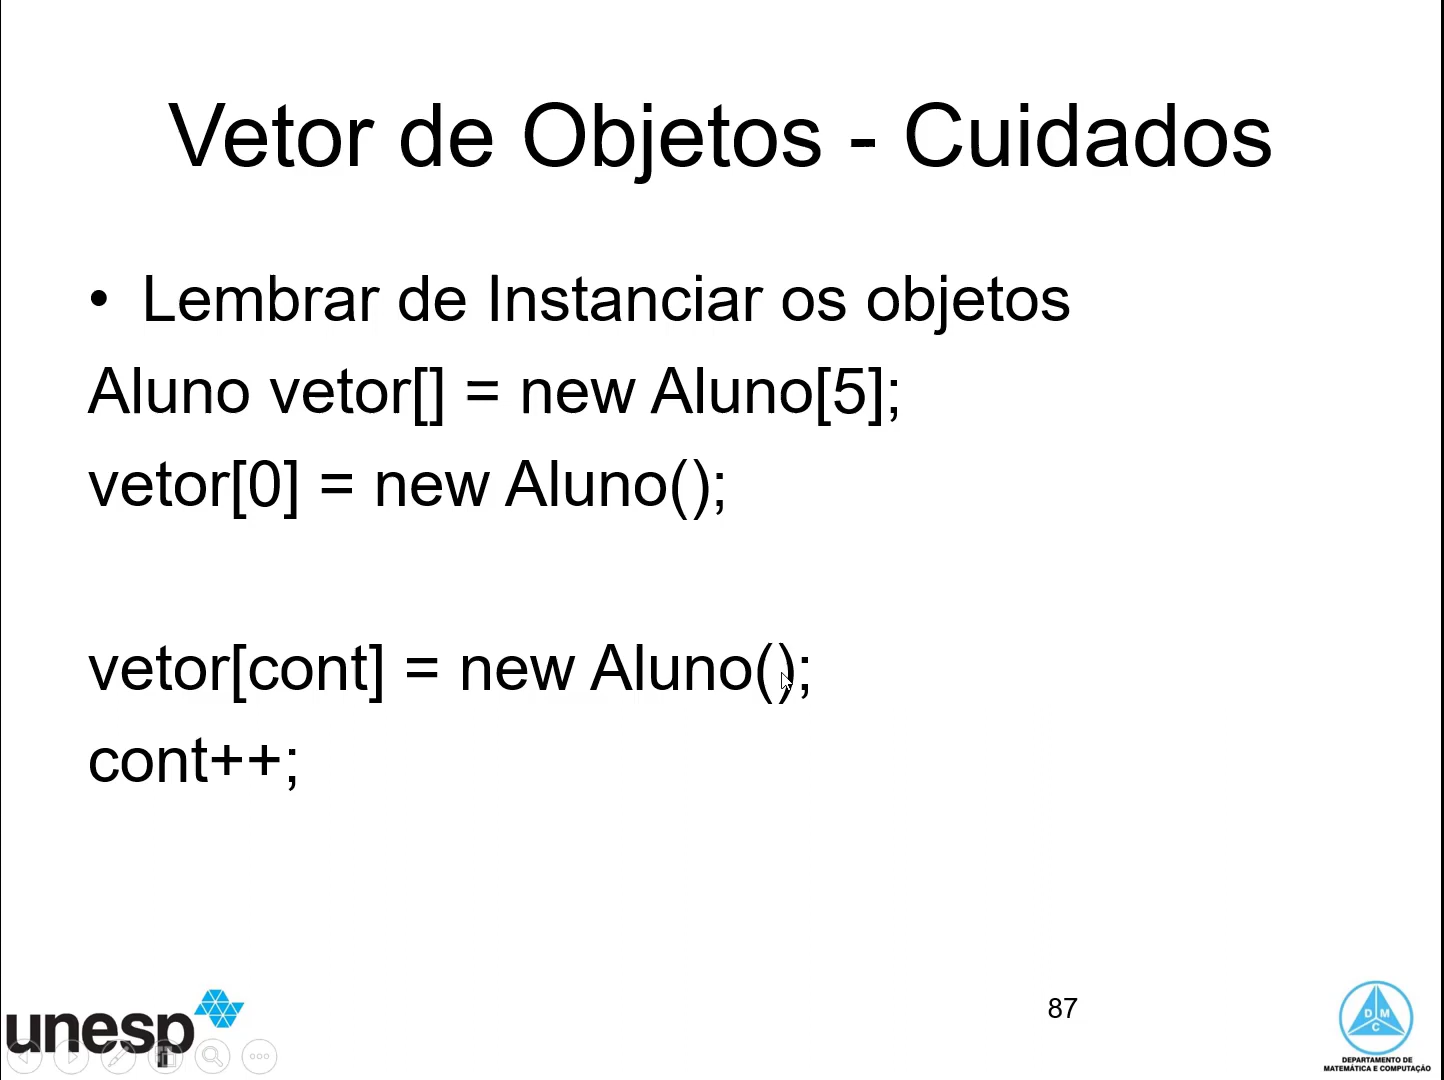 Vetor de Objetos - Cuidados
• Lembrar de Instanciar os objetos
Aluno vetor[] = new Aluno[5];
vetor[0] = new Aluno();
vetor[cont] = new Aluno();
cont++;
unesp
87
D M
C
DEPARTAMENTO DE
MATEMÁTICA E COMPUTAÇÃO